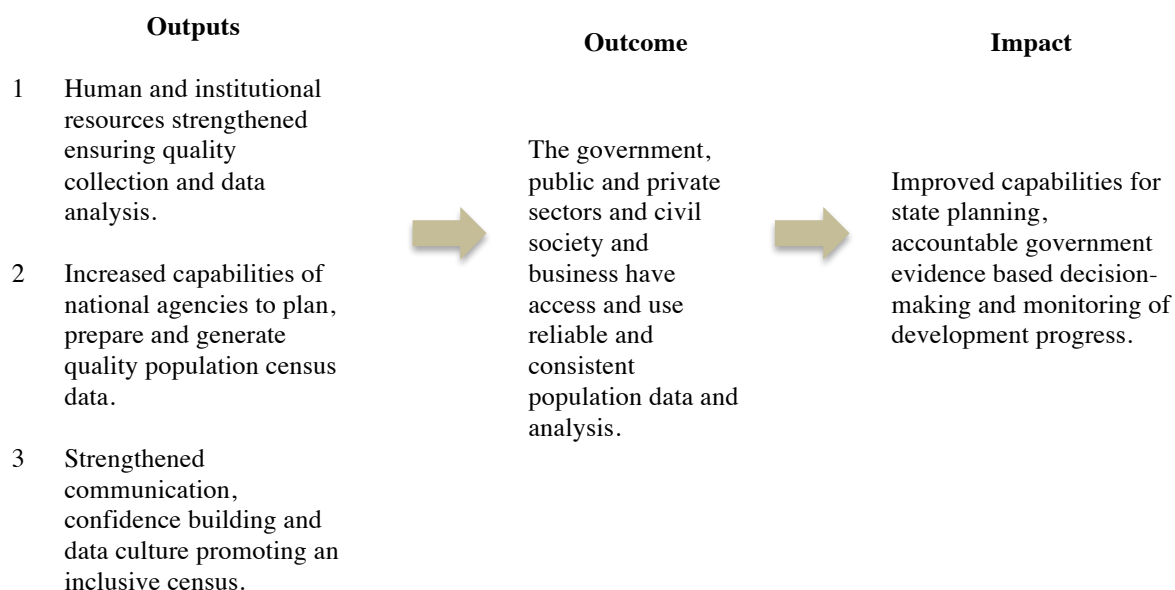 Outputs
1 Human and institutional
resources strengthened
ensuring quality
collection and data
analysis.
2 Increased capabilities of
national agencies to plan,
prepare and generate
quality population census
data.
3 Strengthened
communication,
confidence building and
data culture promoting an
inclusive census.
Outcome
The government,
public and private
sectors and civil
society and
business have
access and use
reliable and
consistent
population data and
analysis.
Impact
Improved capabilities for
state planning,
accountable government
evidence based decision-
making and monitoring of
development progress.